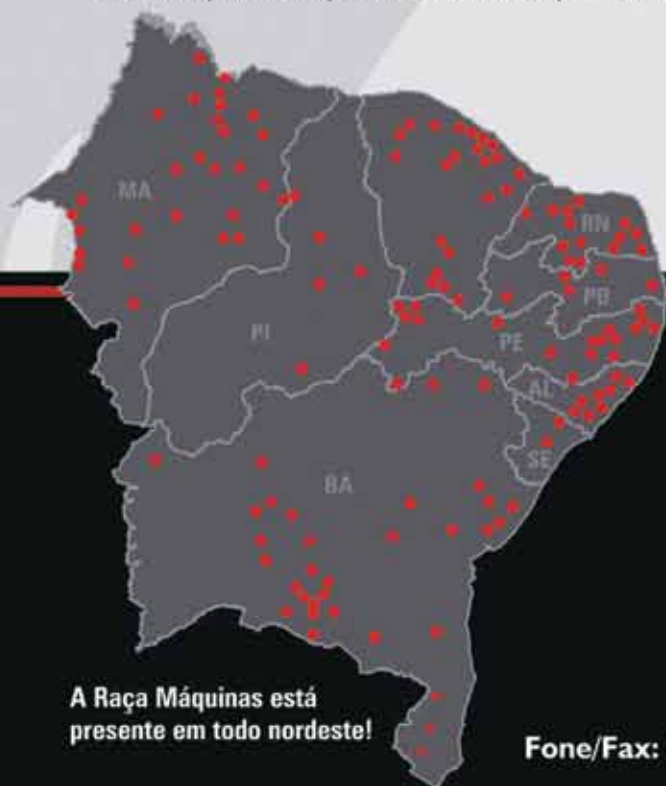 MA
RN
PB
PI
PE
AL
SE
BA
A Raça Máquinas está
presente em todo nordeste!
Fone/Fax: